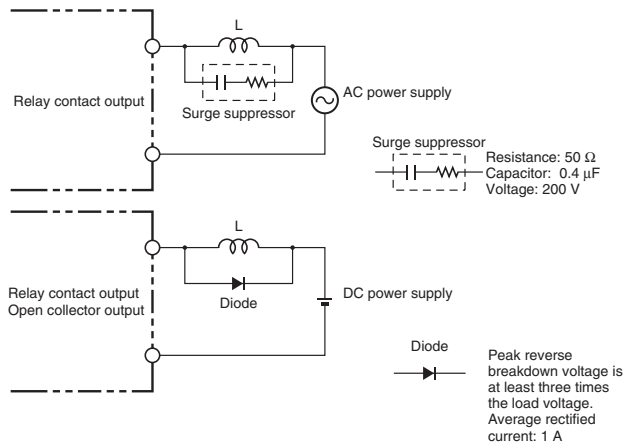 L
Relay contact output
Surge suppressor
AC power supply
Surge suppressor
Resistance: 50 Ω
Capacitor: 0.4 μF
Voltage: 200 V
L
Relay contact output
Open collector output
Diode
DC power supply
Diode
Peak reverse
breakdown voltage is
at least three times
the load voltage.
Average rectified
current: 1 A